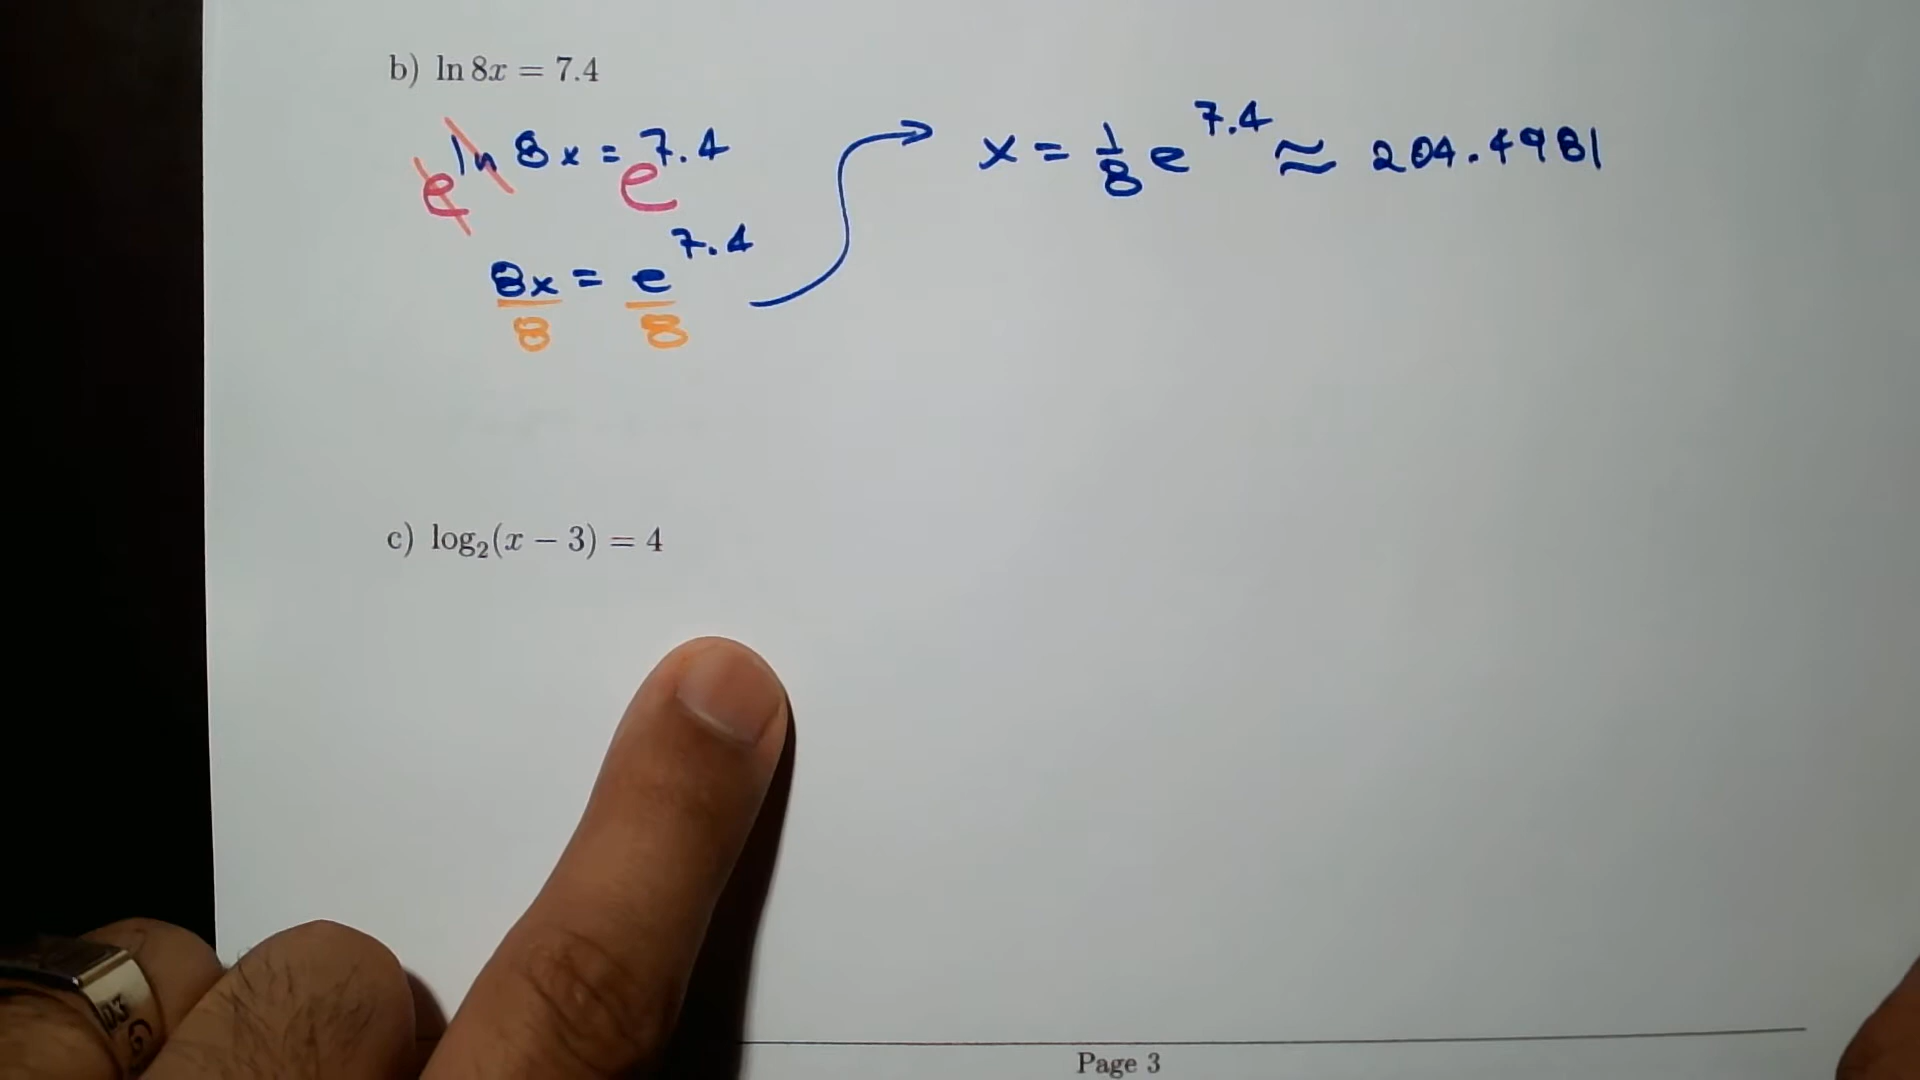 b) ln 8x = 7.4
e^ln 8x = e^7.4
8x/8 = e^7.4/8
x = 1/8 e^7.4 ≈ 204.4981
c) log₂(x − 3) = 4
Page 3